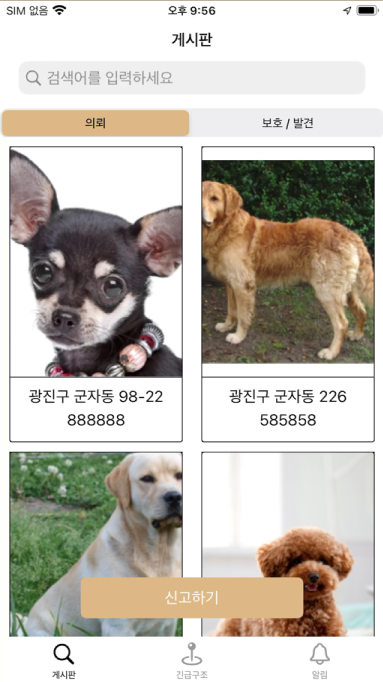 SIM 없음 오후 9:56
게시판
검색어를 입력하세요
의뢰 보호 / 발견
광진구 군자동 98-22
888888
광진구 군자동 226
585858
신고하기
게시판 긴급구조 알림